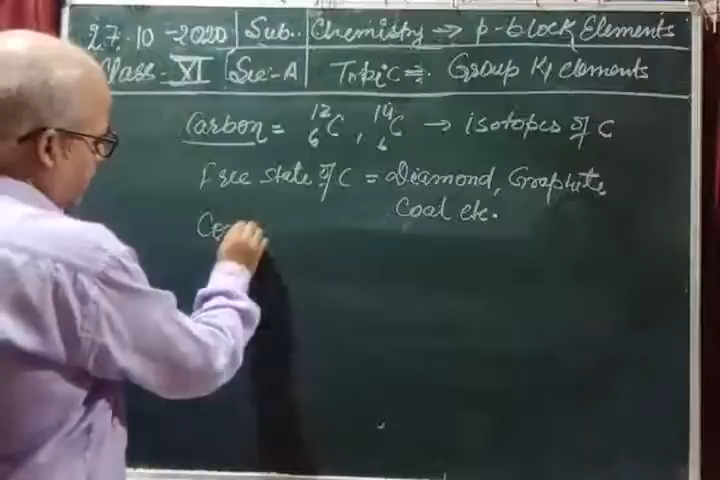 27.10-2020 Sub.. Chemistry → p-block Elements
Class-XI Sec-A Topic =. Group 14 elements
Carbon = ¹²₆C, ¹⁴₆C → isotopes of C
Free state of C = Diamond, Graphite,
Coal etc.
Co